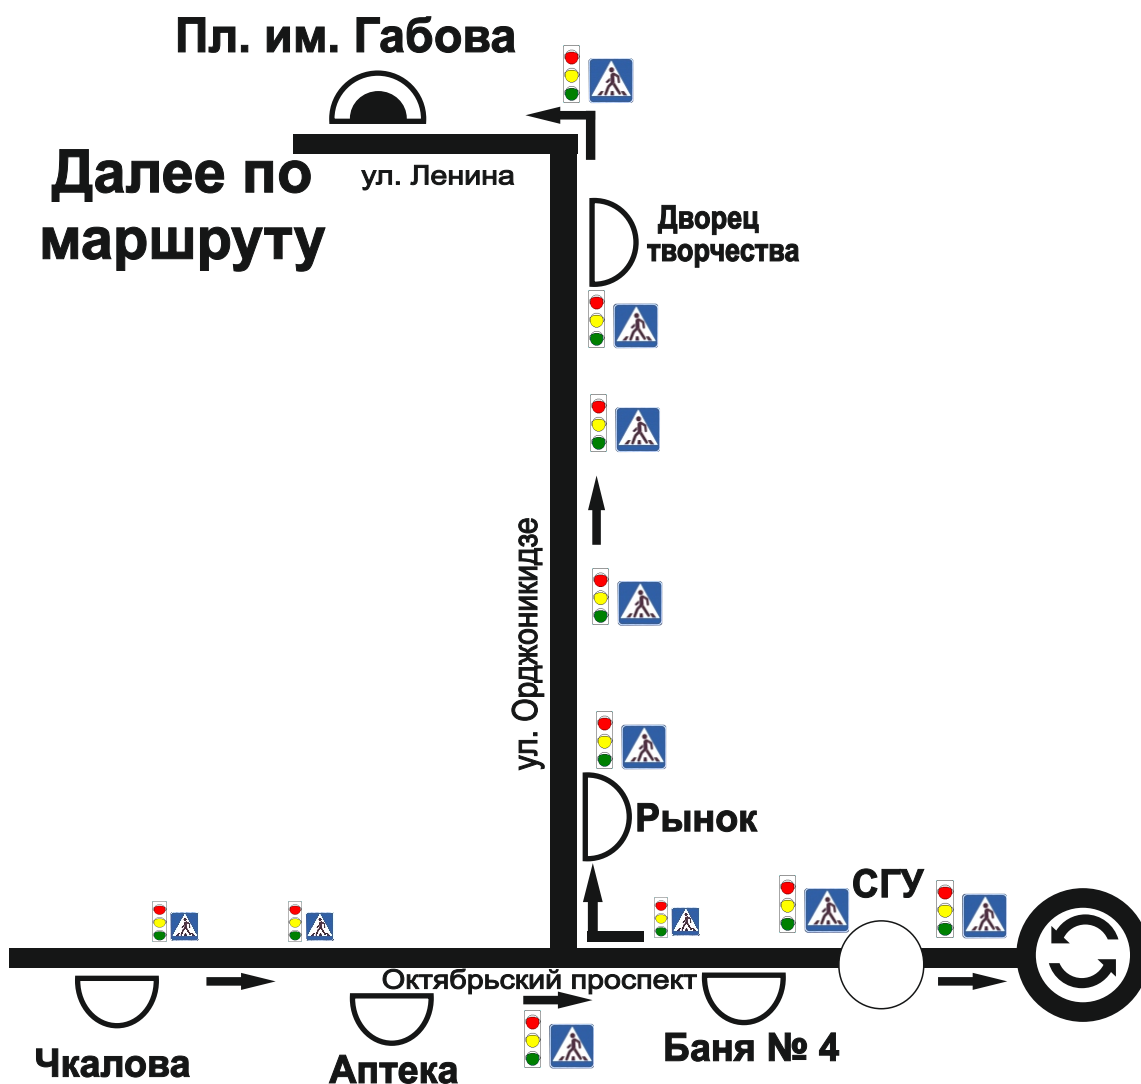 Пл. им. Габова
Далее по
маршруту
ул. Ленина
Дворец
творчества
ул. Орджоникидзе
Рынок
СГУ
Октябрьский проспект
Чкалова
Аптека
Баня № 4